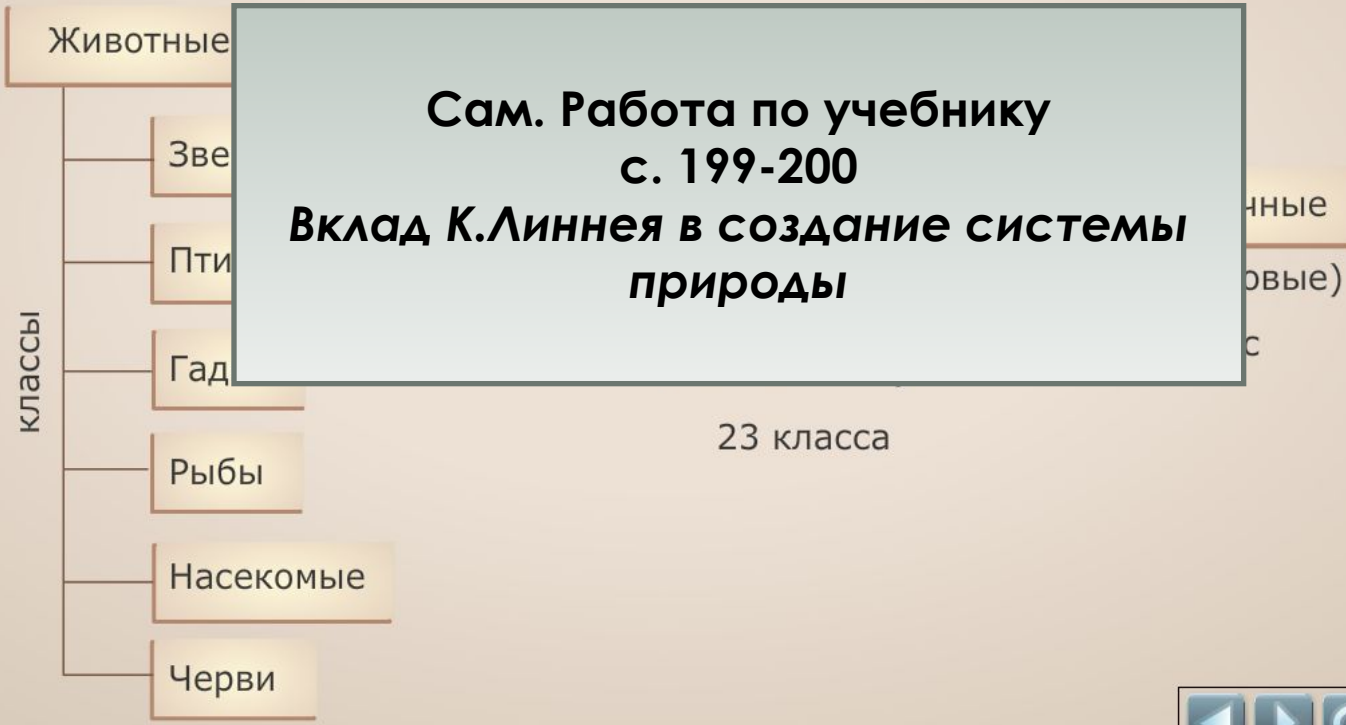 Животные
Сам. Работа по учебнику
с. 199-200
Вклад К.Линнея в создание системы
природы
классы
Рыбы
Насекомые
Черви
23 класса